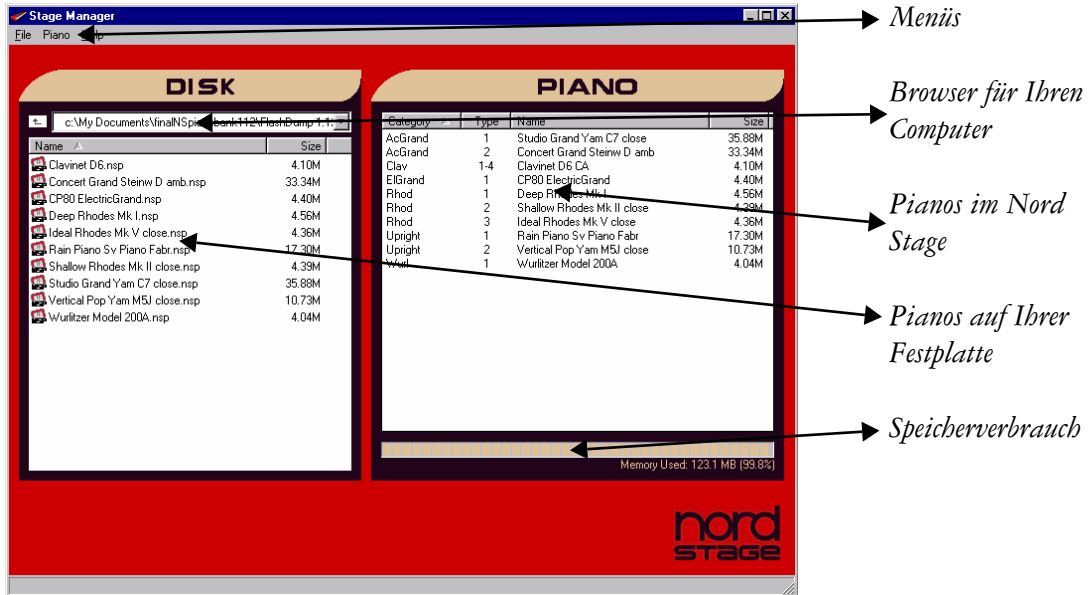 Stage Manager
File Piano Help
DISK
c:\My Documents\finalNSpi bank112\FlashDump 1.1.
Name Size
Clavinet D6.nsp 4.10M
Concert Grand Steinw D amb.nsp 33.34M
CP80 ElectricGrand.nsp 4.40M
Deep Rhodes Mk I.nsp 4.56M
Ideal Rhodes Mk V close.nsp 4.36M
Rain Piano Sv Piano Fabr.nsp 17.30M
Shallow Rhodes Mk II close.nsp 4.39M
Studio Grand Yam C7 close.nsp 35.88M
Vertical Pop Yam M5J close.nsp 10.73M
Wurlitzer Model 200A.nsp 4.04M
PIANO
Category Type Name Size
AcGrand 1 Studio Grand Yam C7 close 35.88M
AcGrand 2 Concert Grand Steinw D amb 33.34M
Clav 1-4 Clavinet D6 CA 4.10M
ElGrand 1 CP80 ElectricGrand 4.40M
Rhod 1 Deep Rhodes Mk I 4.56M
Rhod 2 Shallow Rhodes Mk II close 4.39M
Rhod 3 Ideal Rhodes Mk V close 4.36M
Upright 1 Rain Piano Sv Piano Fabr 17.30M
Upright 2 Vertical Pop Yam M5J close 10.73M
Wurl 1 Wurlitzer Model 200A 4.04M
Memory Used: 123.1 MB (99.8%)
nord
stage
Menüs
Browser für Ihren
Computer
Pianos im Nord
Stage
Pianos auf Ihrer
Festplatte
Speicherverbrauch